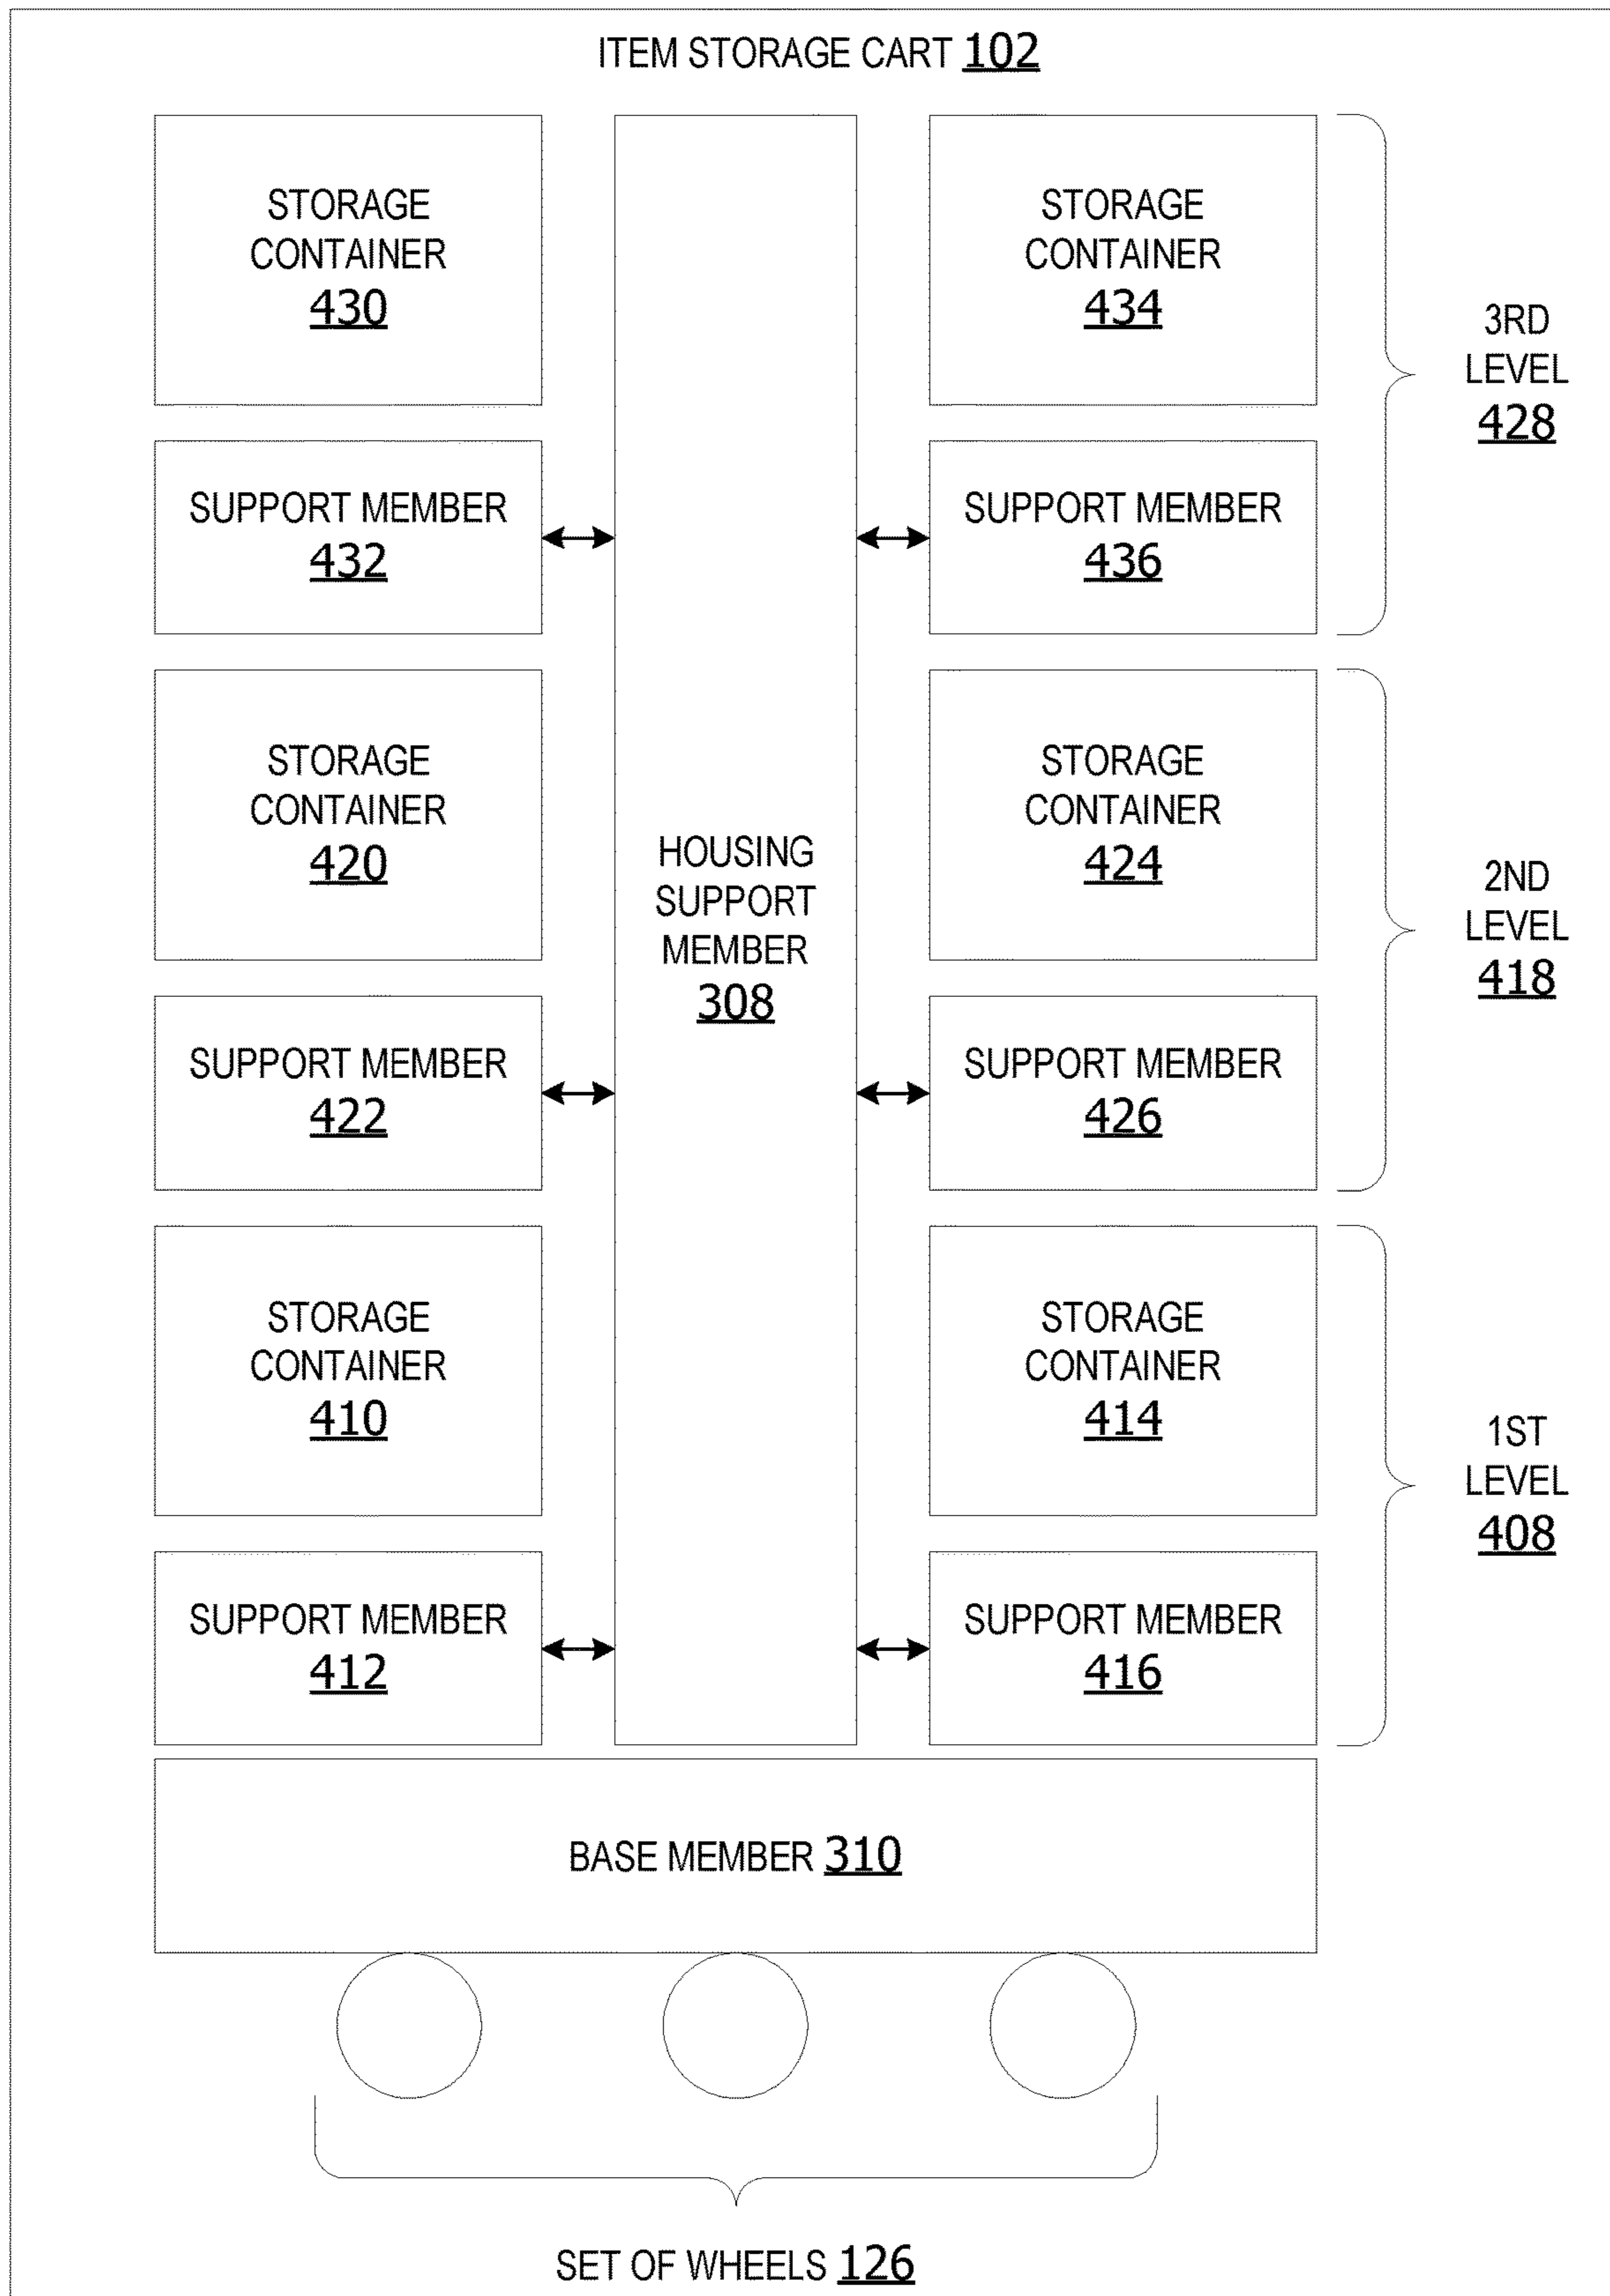 ITEM STORAGE CART 102
STORAGE
CONTAINER
430
STORAGE
CONTAINER
434
3RD
LEVEL
428
SUPPORT MEMBER
432
SUPPORT MEMBER
436
STORAGE
CONTAINER
420
HOUSING
SUPPORT
MEMBER
308
STORAGE
CONTAINER
424
2ND
LEVEL
418
SUPPORT MEMBER
422
SUPPORT MEMBER
426
STORAGE
CONTAINER
410
STORAGE
CONTAINER
414
1ST
LEVEL
408
SUPPORT MEMBER
412
SUPPORT MEMBER
416
BASE MEMBER 310
SET OF WHEELS 126